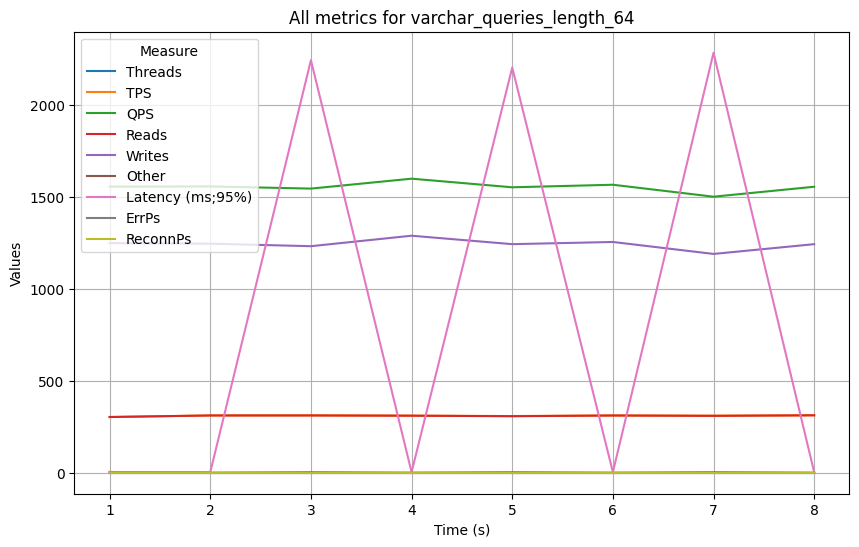 All metrics for varchar_queries_length_64
Measure
Threads
TPS
QPS
Reads
Writes
Other
Latency (ms;95%)
ErrPs
ReconnPs
Values
2000
1500
1000
500
0
1 2 3 4 5 6 7 8
Time (s)